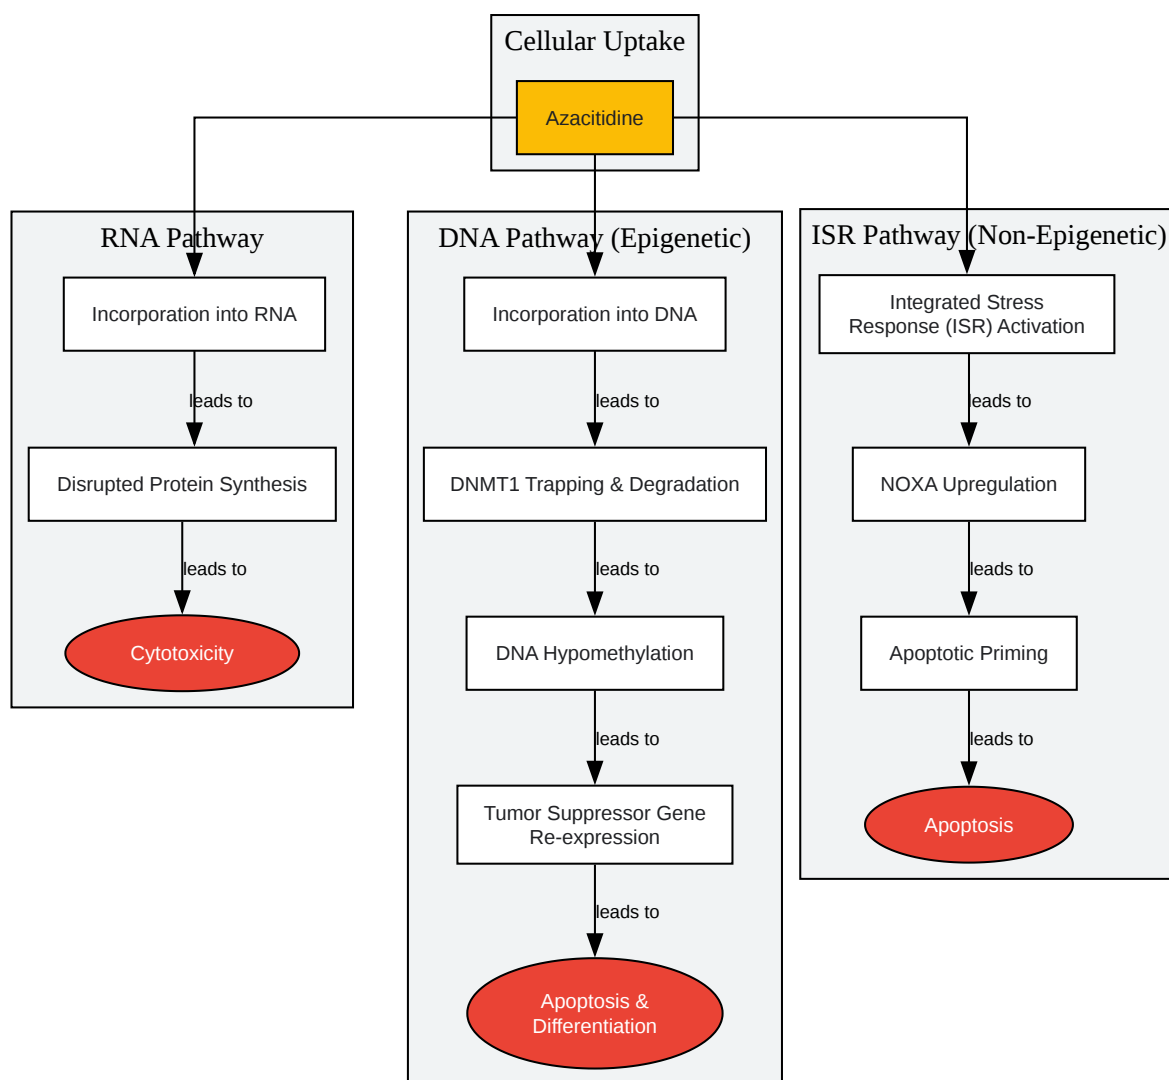 Cellular Uptake
Azacitidine
RNA Pathway
Incorporation into RNA
leads to
Disrupted Protein Synthesis
leads to
Cytotoxicity
DNA Pathway (Epigenetic)
Incorporation into DNA
leads to
DNMT1 Trapping & Degradation
leads to
DNA Hypomethylation
leads to
Tumor Suppressor Gene
Re-expression
leads to
Apoptosis &
Differentiation
ISR Pathway (Non-Epigenetic)
Integrated Stress
Response (ISR) Activation
leads to
NOXA Upregulation
leads to
Apoptotic Priming
leads to
Apoptosis